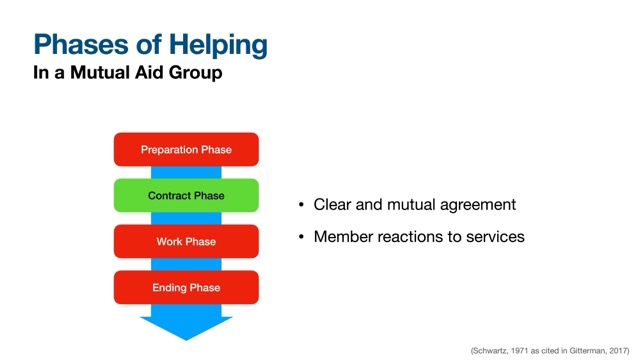 Phases of Helping
In a Mutual Aid Group
Preparation Phase
Contract Phase
Work Phase
Ending Phase
• Clear and mutual agreement
• Member reactions to services
(Schwartz, 1971 as cited in Gitterman, 2017)